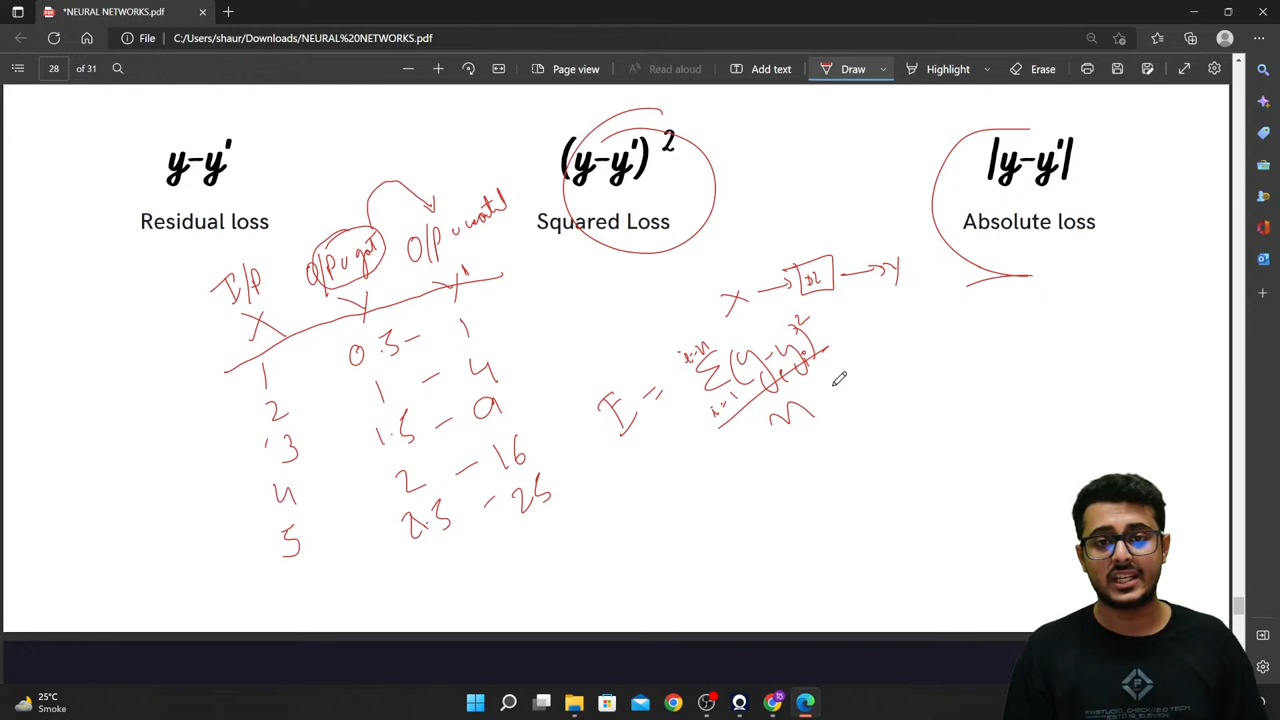 *NEURAL NETWORKS.pdf
File C:/Users/shaur/Downloads/NEURAL%20NETWORKS.pdf
28 of 31
Page view
Read aloud
Add text
Draw
Highlight
Erase
y-y'
(y-y')²
|y-y'|
Residual loss
Squared Loss
Absolute loss
I/P O/P u got O/P u wanted
X Y Y'
1 0.5 - 1
2 1 - 4
3 1.5 - 9
4 2 - 16
5 2.5 - 25
X → → Y
i=n
i=1
n
25°C
Smoke